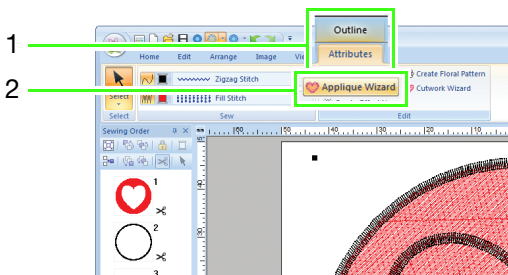 1
Outline
Home Edit Arrange Image
Attributes
Zigzag Stitch
Create Floral Pattern
2
Applique Wizard
Select
Fill Stitch
Cutwork Wizard
Select
Sew
Edit
Sewing Order
1
2
3